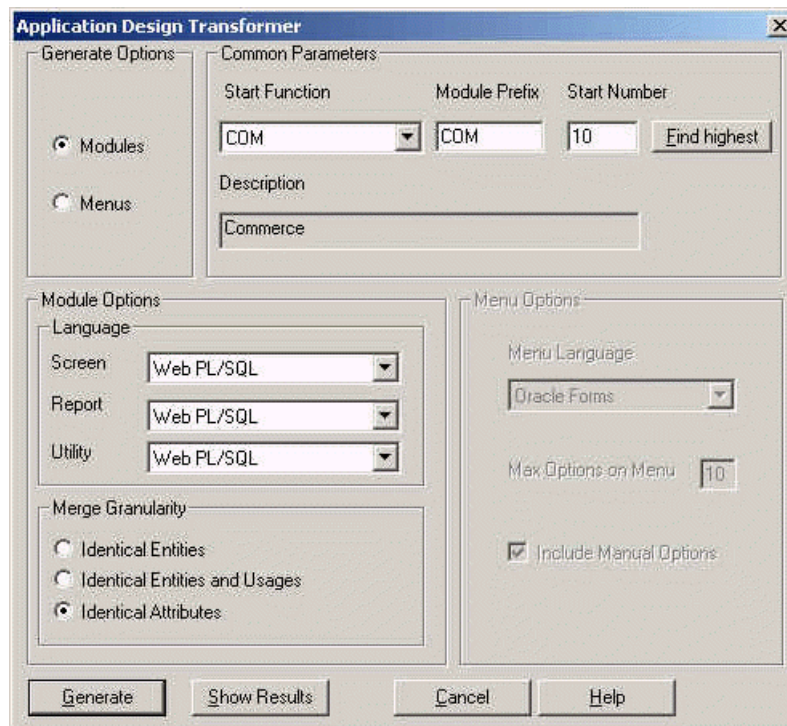 Application Design Transformer
Generate Options
Modules
Menus
Common Parameters
Start Function Module Prefix Start Number
COM COM 10 Find highest
Description
Commerce
Module Options
Language
Screen Web PL/SQL
Report Web PL/SQL
Utility Web PL/SQL
Merge Granularity
Identical Entities
Identical Entities and Usages
Identical Attributes
Menu Options
Menu Language
Oracle Forms
Max Options on Menu 10
Include Manual Options
Generate Show Results Cancel Help